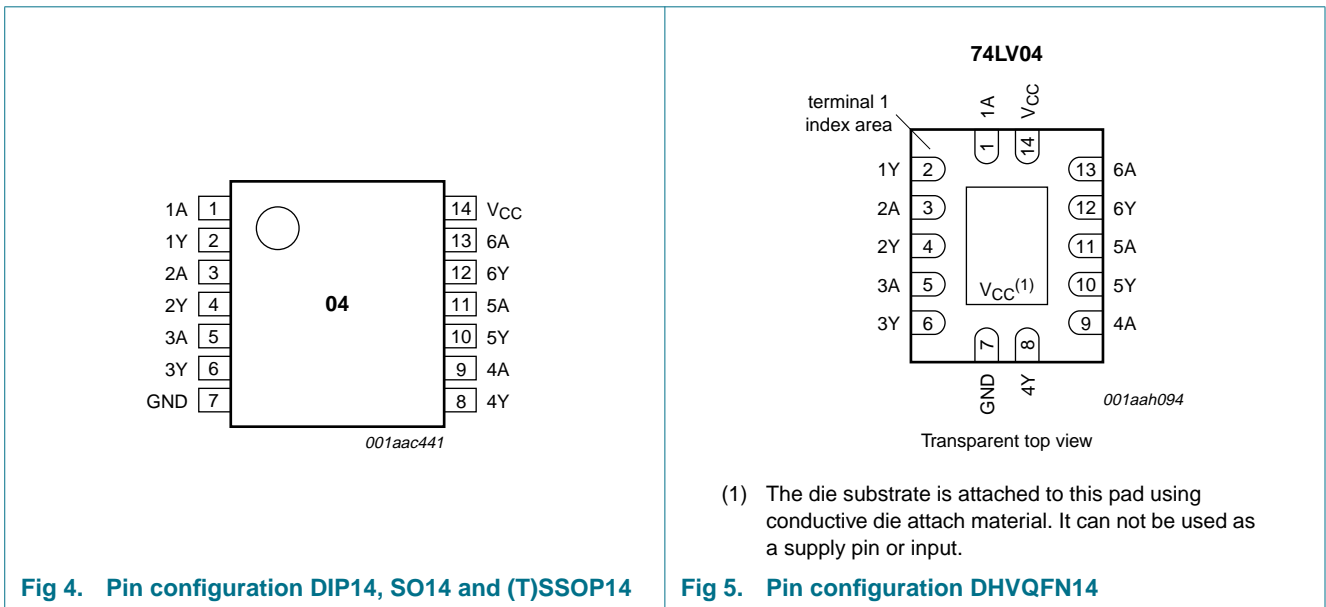 1A 1
1Y 2
2A 3
2Y 4
3A 5
3Y 6
GND 7
04
14 VCC
13 6A
12 6Y
11 5A
10 5Y
9 4A
8 4Y
001aac441
Fig 4. Pin configuration DIP14, SO14 and (T)SSOP14
74LV04
terminal 1
index area
1A
VCC
1
14
1Y 2
2A 3
2Y 4
3A 5
3Y 6
13 6A
12 6Y
11 5A
10 5Y
9 4A
VCC(1)
7
8
GND
4Y
001aah094
Transparent top view
(1) The die substrate is attached to this pad using
conductive die attach material. It can not be used as
a supply pin or input.
Fig 5. Pin configuration DHVQFN14